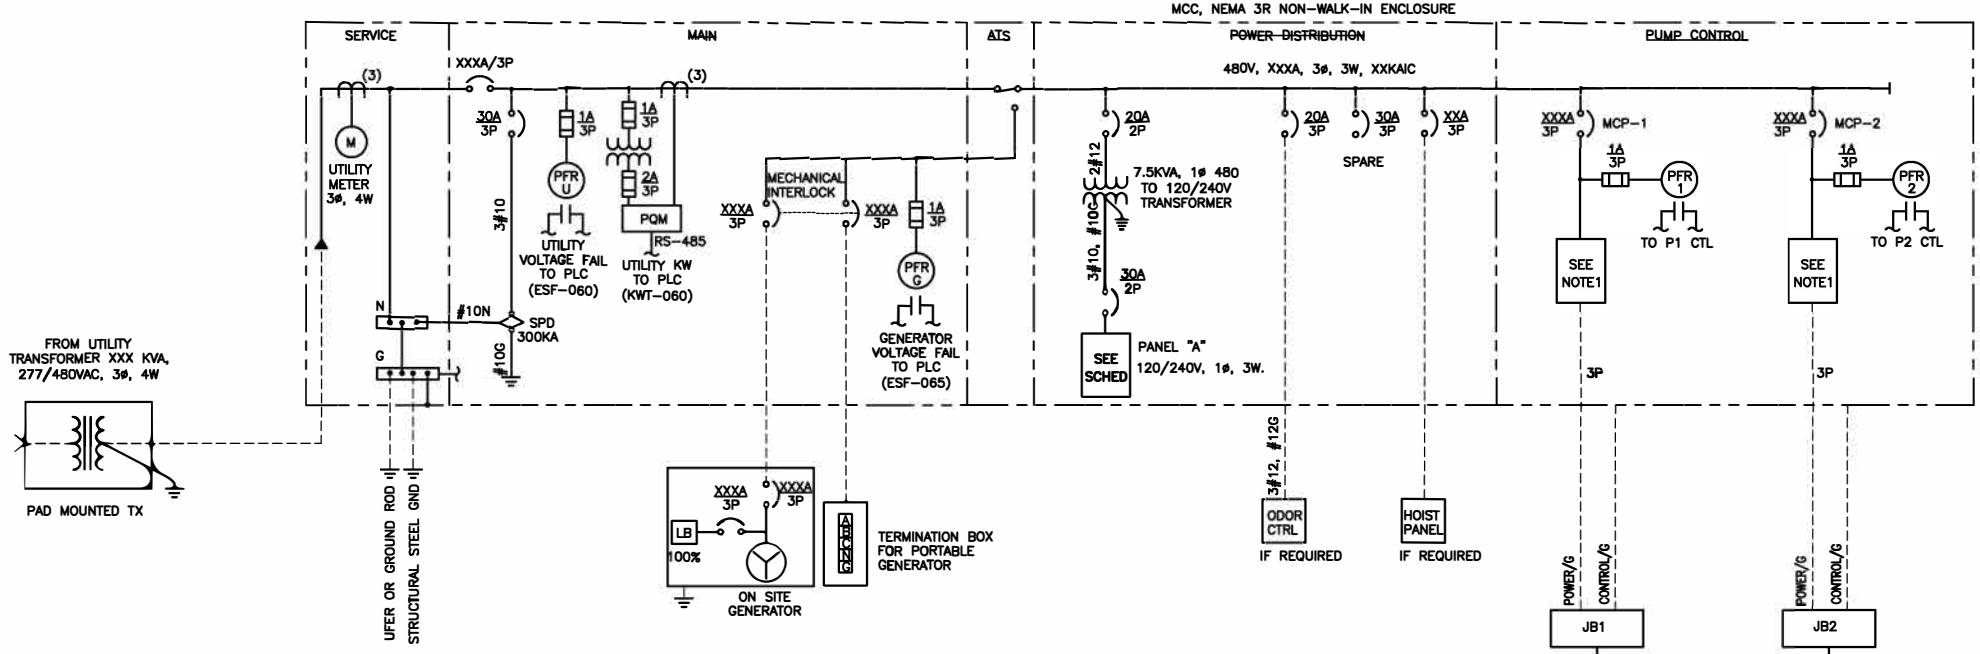 MCC, NEMA 3R NON-WALK-IN ENCLOSURE
SERVICE
MAIN
ATS
POWER DISTRIBUTION
PUMP CONTROL
480V, XXXA, 3ø, 3W, XXKAIC
(3)
XXXA/3P
(3)
M
UTILITY
METER
3ø, 4W
30A
3P
3#10
1A
3P
PFR
U
UTILITY
VOLTAGE FAIL
TO PLC
(ESF-060)
1A
3P
2A
3P
PQM
RS-485
UTILITY KW
TO PLC
(KWT-060)
MECHANICAL
INTERLOCK
XXXA
3P
XXXA
3P
1A
3P
PFR
G
GENERATOR
VOLTAGE FAIL
TO PLC
(ESF-065)
N
#10N
SPD
300KA
#10G
G
20A
2P
2#12
7.5KVA, 1ø 480
TO 120/240V
TRANSFORMER
3#10, #10G
30A
2P
SEE
SCHED
PANEL "A"
120/240V, 1ø, 3W.
20A
3P
30A
3P
SPARE
XXA
3P
XXXA
3P
MCP-1
1A
3P
PFR
1
TO P1 CTL
SEE
NOTE1
3P
XXXA
3P
MCP-2
1A
3P
PFR
2
TO P2 CTL
SEE
NOTE1
3P
FROM UTILITY
TRANSFORMER XXX KVA,
277/480VAC, 3ø, 4W
PAD MOUNTED TX
UFER OR GROUND ROD
STRUCTURAL STEEL GND
XXXA
3P
XXXA
3P
LB
100%
ON SITE
GENERATOR
A
B
C
N
G
TERMINATION BOX
FOR PORTABLE
GENERATOR
3#12, #12G
ODOR
CTRL
IF REQUIRED
HOIST
PANEL
IF REQUIRED
POWER/G
CONTROL/G
JB1
POWER/G
CONTROL/G
JB2